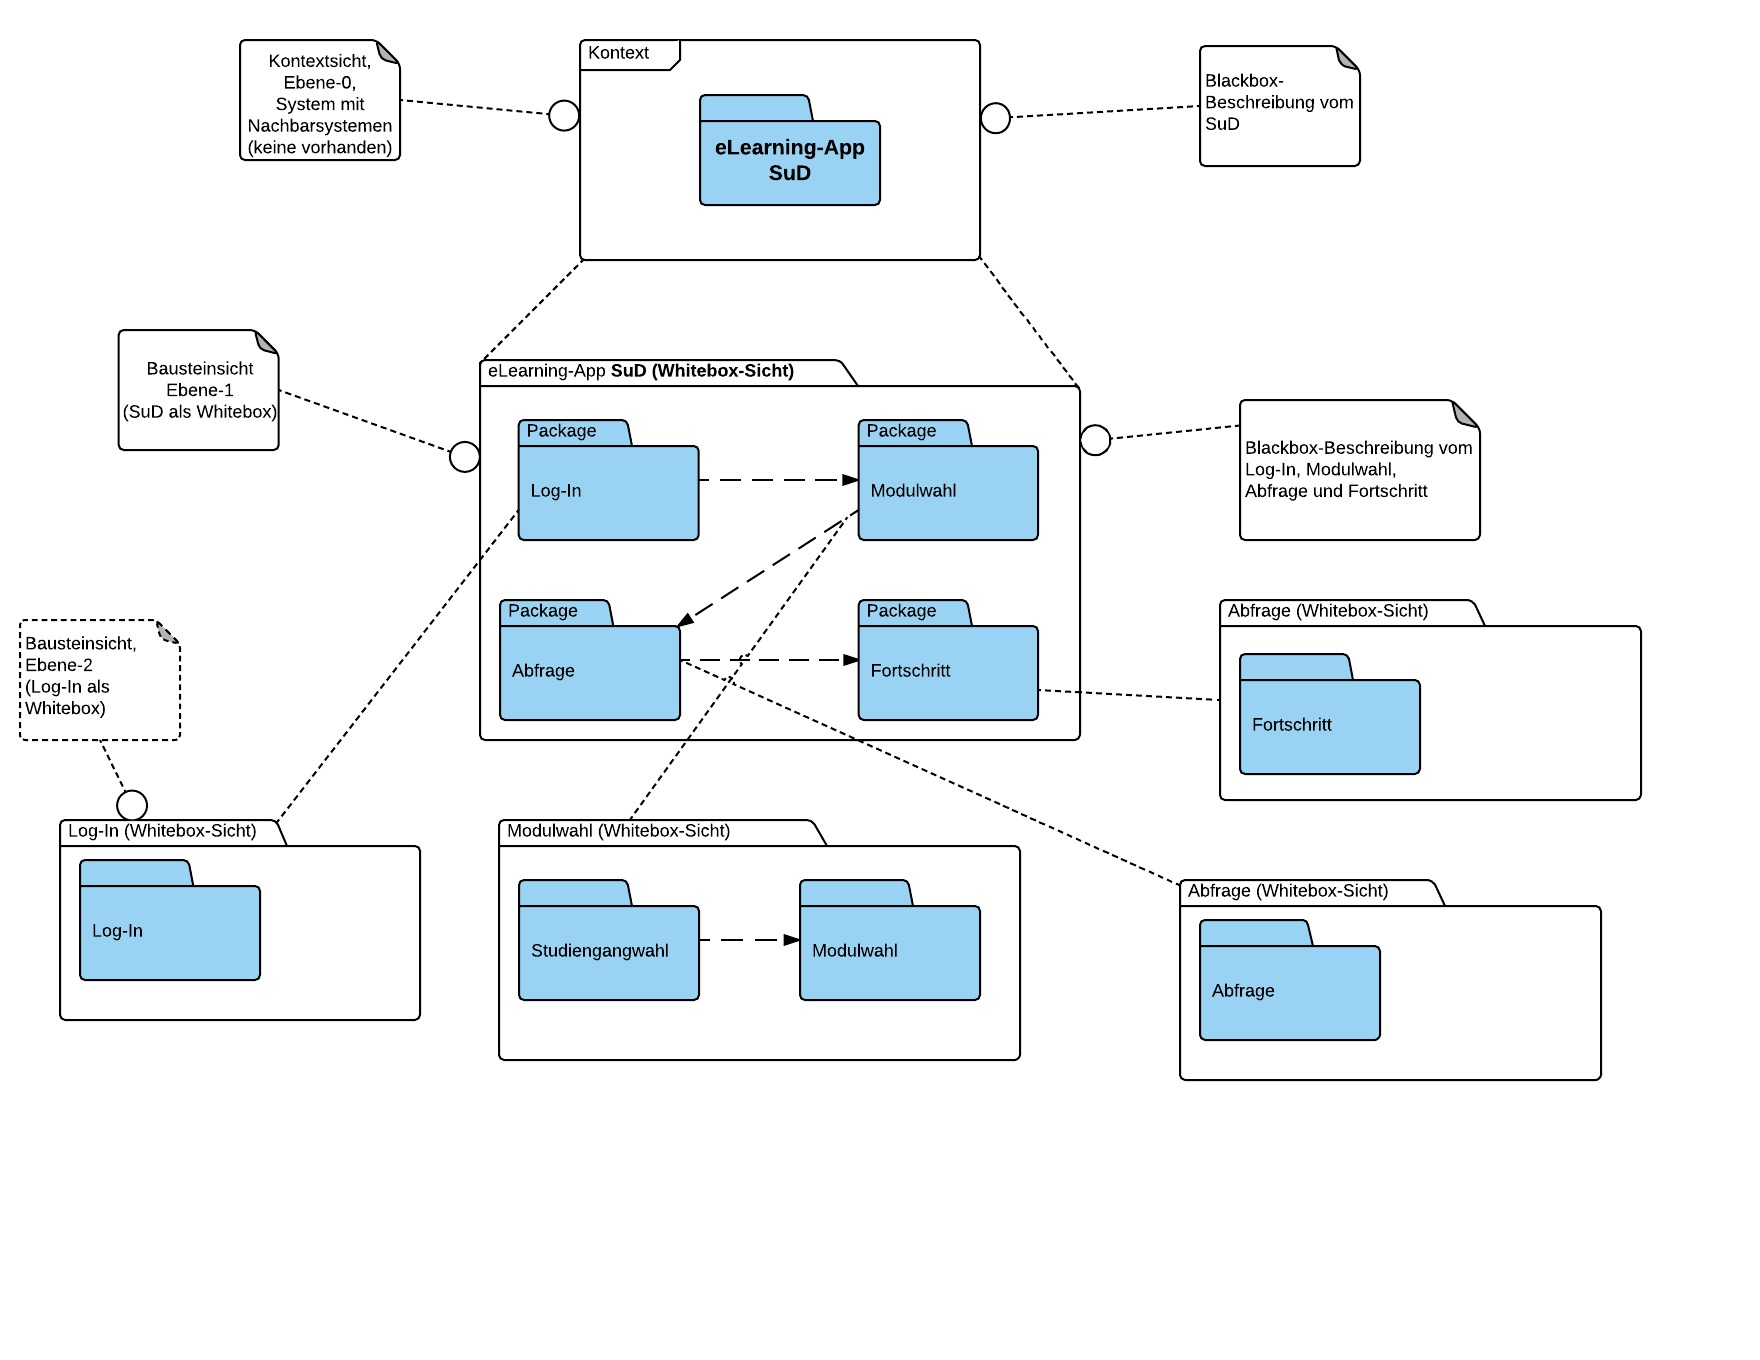 Kontextsicht,
Ebene-0,
System mit
Nachbarsystemen
(keine vorhanden)
Kontext
eLearning-App
SuD
Blackbox-
Beschreibung vom
SuD
Bausteinsicht
Ebene-1
(SuD als Whitebox)
eLearning-App SuD (Whitebox-Sicht)
Package
Log-In
Package
Modulwahl
Blackbox-Beschreibung vom
Log-In, Modulwahl,
Abfrage und Fortschritt
Package
Abfrage
Package
Fortschritt
Abfrage (Whitebox-Sicht)
Fortschritt
Bausteinsicht,
Ebene-2
(Log-In als
Whitebox)
Log-In (Whitebox-Sicht)
Log-In
Modulwahl (Whitebox-Sicht)
Studiengangwahl
Modulwahl
Abfrage (Whitebox-Sicht)
Abfrage